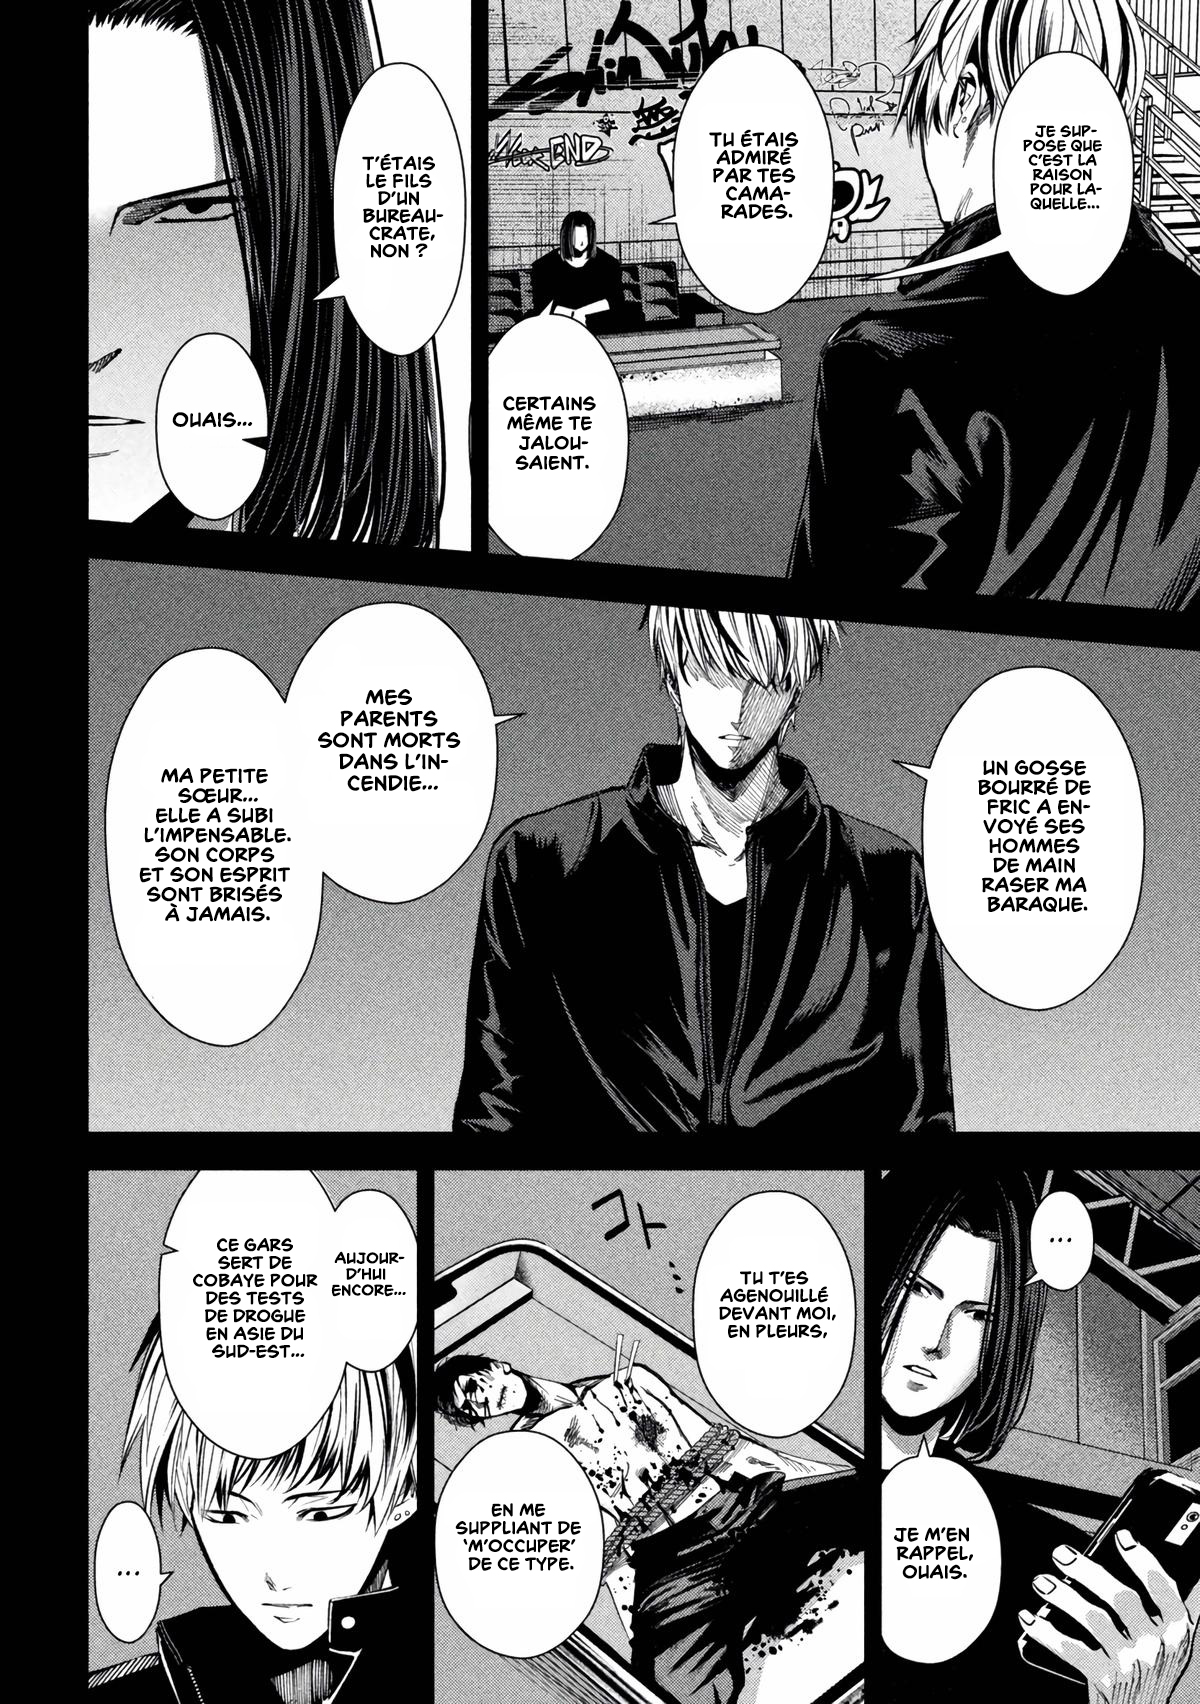 JE SUP-
POSE QUE
C'EST LA
RAISON
POUR LA-
QUELLE...
TU ÉTAIS
ADMIRÉ
PAR TES
CAMA-
RADES.
CERTAINS
MÊME TE
JALOU-
SAIENT.
END
T'ÉTAIS
LE FILS
D'UN
BUREAU-
CRATE,
NON ?
OUAIS...
UN GOSSE
BOURRÉ DE
FRIC A EN-
VOYÉ SES
HOMMES
DE MAIN
RASER MA
BARAQUE.
MES
PARENTS
SONT MORTS
DANS L'IN-
CENDIE...
MA PETITE
SŒUR...
ELLE A SUBI
L'IMPENSABLE.
SON CORPS
ET SON ESPRIT
SONT BRISÉS
À JAMAIS.
...
JE M'EN
RAPPEL,
OUAIS.
TU T'ES
AGENOUILLÉ
DEVANT MOI,
EN PLEURS,
コト
EN ME
SUPPLIANT DE
'M'OCCUPER'
DE CE TYPE.
AUJOUR-
D'HUI
ENCORE...
CE GARS
SERT DE
COBAYE POUR
DES TESTS
DE DROGUE
EN ASIE DU
SUD-EST...
...